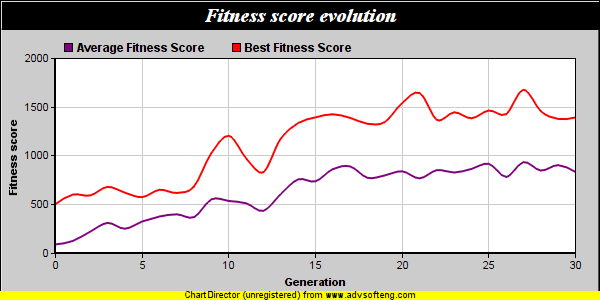 Fitness score evolution
Average Fitness Score Best Fitness Score
2000
1500
1000
500
0
Fitness score
0 5 10 15 20 25 30
Generation
ChartDirector (unregistered) from www.advsofteng.com